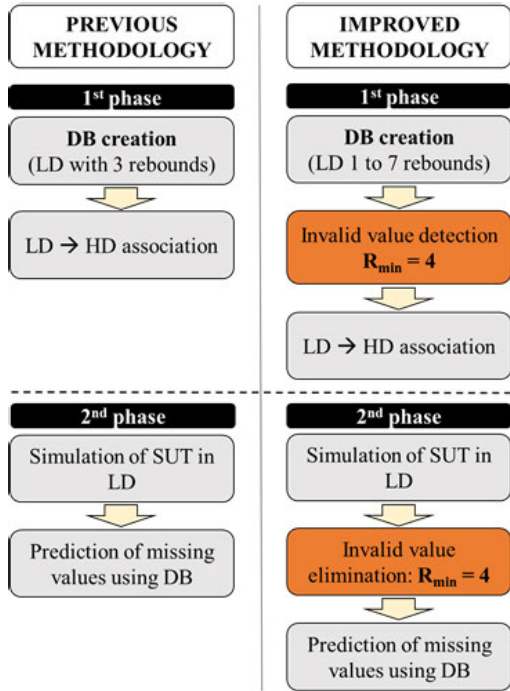 PREVIOUS
METHODOLOGY
1st phase
DB creation
(LD with 3 rebounds)
LD → HD association
2nd phase
Simulation of SUT in
LD
Prediction of missing
values using DB
IMPROVED
METHODOLOGY
1st phase
DB creation
(LD 1 to 7 rebounds)
Invalid value detection
Rmin = 4
LD → HD association
2nd phase
Simulation of SUT in
LD
Invalid value
elimination: Rmin = 4
Prediction of missing
values using DB